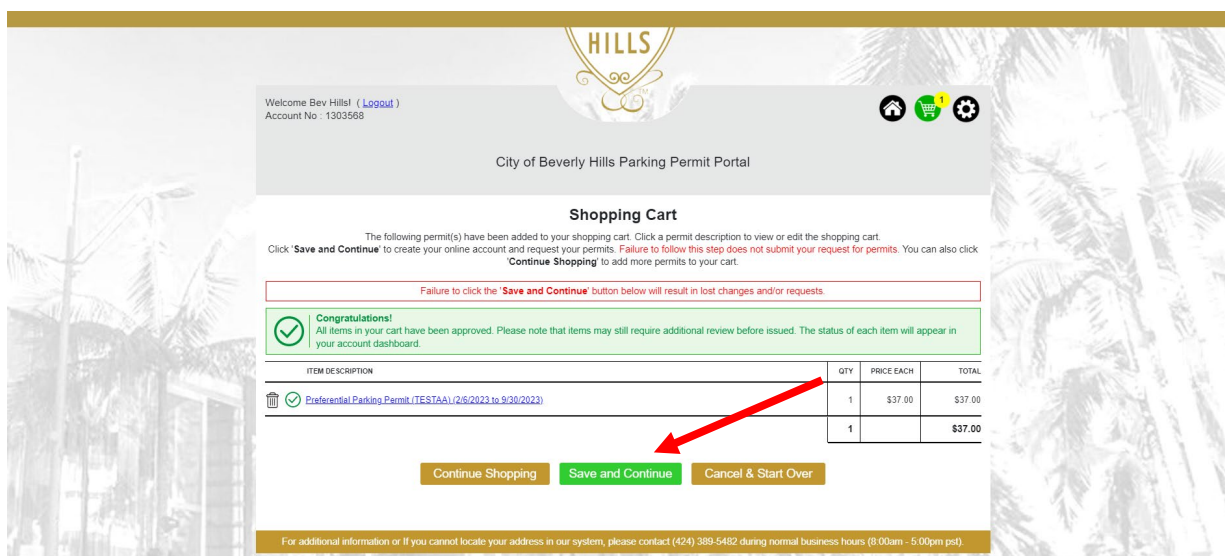 HILLS
Welcome Bev Hills! ( Logout )
Account No : 1303568
1
City of Beverly Hills Parking Permit Portal
Shopping Cart
The following permit(s) have been added to your shopping cart. Click a permit description to view or edit the shopping cart.
Click 'Save and Continue' to create your online account and request your permits. Failure to follow this step does not submit your request for permits. You can also click
'Continue Shopping' to add more permits to your cart.
Failure to click the 'Save and Continue' button below will result in lost changes and/or requests.
Congratulations!
All items in your cart have been approved. Please note that items may still require additional review before issued. The status of each item will appear in
your account dashboard.
ITEM DESCRIPTION QTY PRICE EACH TOTAL
Preferential Parking Permit (TESTAA) (2/6/2023 to 9/30/2023) 1 $37.00 $37.00
1 $37.00
Continue Shopping Save and Continue Cancel & Start Over
For additional information or If you cannot locate your address in our system, please contact (424) 389-5482 during normal business hours (8:00am - 5:00pm pst).